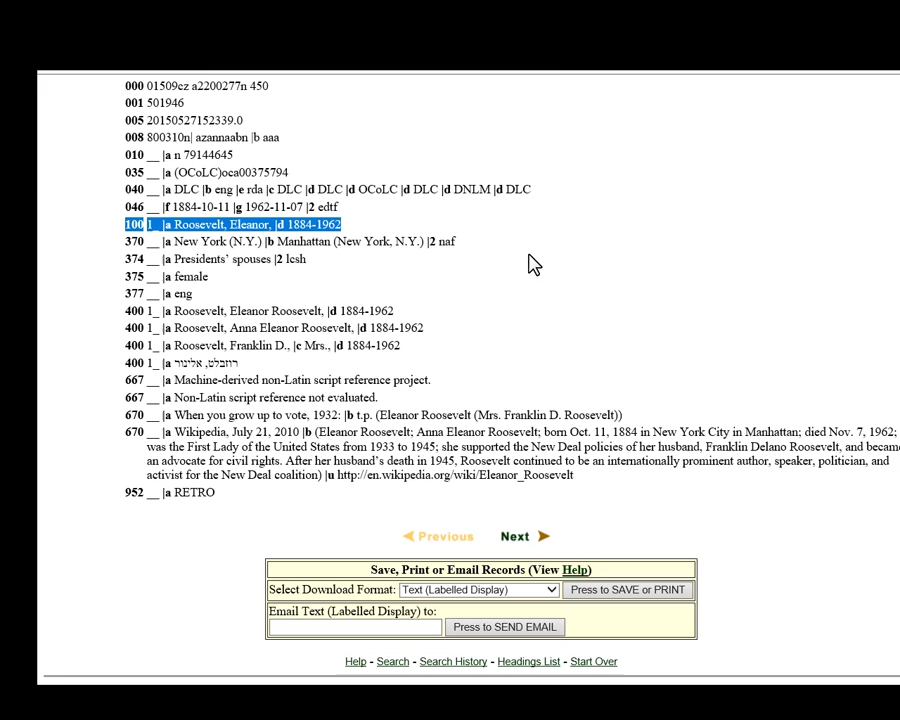 000 01509cz a2200277n 450
001 501946
005 20150527152339.0
008 800310n| azannaabn |b aaa
010 __ |a n 79144645
035 __ |a (OCoLC)oca00375794
040 __ |a DLC |b eng |e rda |c DLC |d DLC |d OCoLC |d DLC |d DNLM |d DLC
046 __ |f 1884-10-11 |g 1962-11-07 |2 edtf
100 1_ |a Roosevelt, Eleanor, |d 1884-1962
370 __ |a New York (N.Y.) |b Manhattan (New York, N.Y.) |2 naf
374 __ |a Presidents’ spouses |2 lcsh
375 __ |a female
377 __ |a eng
400 1_ |a Roosevelt, Eleanor Roosevelt, |d 1884-1962
400 1_ |a Roosevelt, Anna Eleanor Roosevelt, |d 1884-1962
400 1_ |a Roosevelt, Franklin D., |c Mrs., |d 1884-1962
400 1_ |a רוזבלט, אלינור
667 __ |a Machine-derived non-Latin script reference project.
667 __ |a Non-Latin script reference not evaluated.
670 __ |a When you grow up to vote, 1932: |b t.p. (Eleanor Roosevelt (Mrs. Franklin D. Roosevelt))
670 __ |a Wikipedia, July 21, 2010 |b (Eleanor Roosevelt; Anna Eleanor Roosevelt; born Oct. 11, 1884 in New York City in Manhattan; died Nov. 7, 1962;
was the First Lady of the United States from 1933 to 1945; she supported the New Deal policies of her husband, Franklin Delano Roosevelt, and becam
an advocate for civil rights. After her husband's death in 1945, Roosevelt continued to be an internationally prominent author, speaker, politician, and
activist for the New Deal coalition) |u http://en.wikipedia.org/wiki/Eleanor_Roosevelt
952 __ |a RETRO
Previous Next
Save, Print or Email Records (View Help)
Select Download Format: Text (Labelled Display) Press to SAVE or PRINT
Email Text (Labelled Display) to:
Press to SEND EMAIL
Help - Search - Search History - Headings List - Start Over